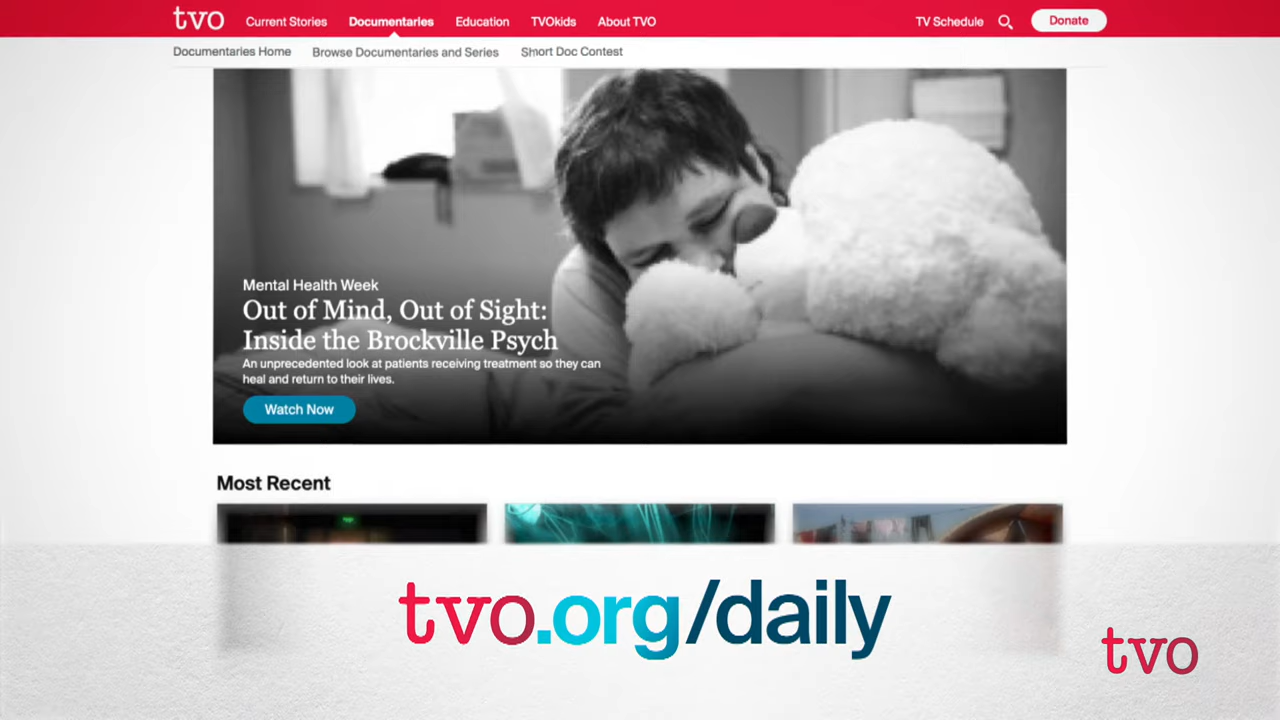 tvo Current Stories Documentaries Education TVOkids About TVO TV Schedule Donate
Documentaries Home Browse Documentaries and Series Short Doc Contest
Mental Health Week
Out of Mind, Out of Sight:
Inside the Brockville Psych
An unprecedented look at patients receiving treatment so they can
heal and return to their lives.
Watch Now
Most Recent
tvo.org/daily
tvo